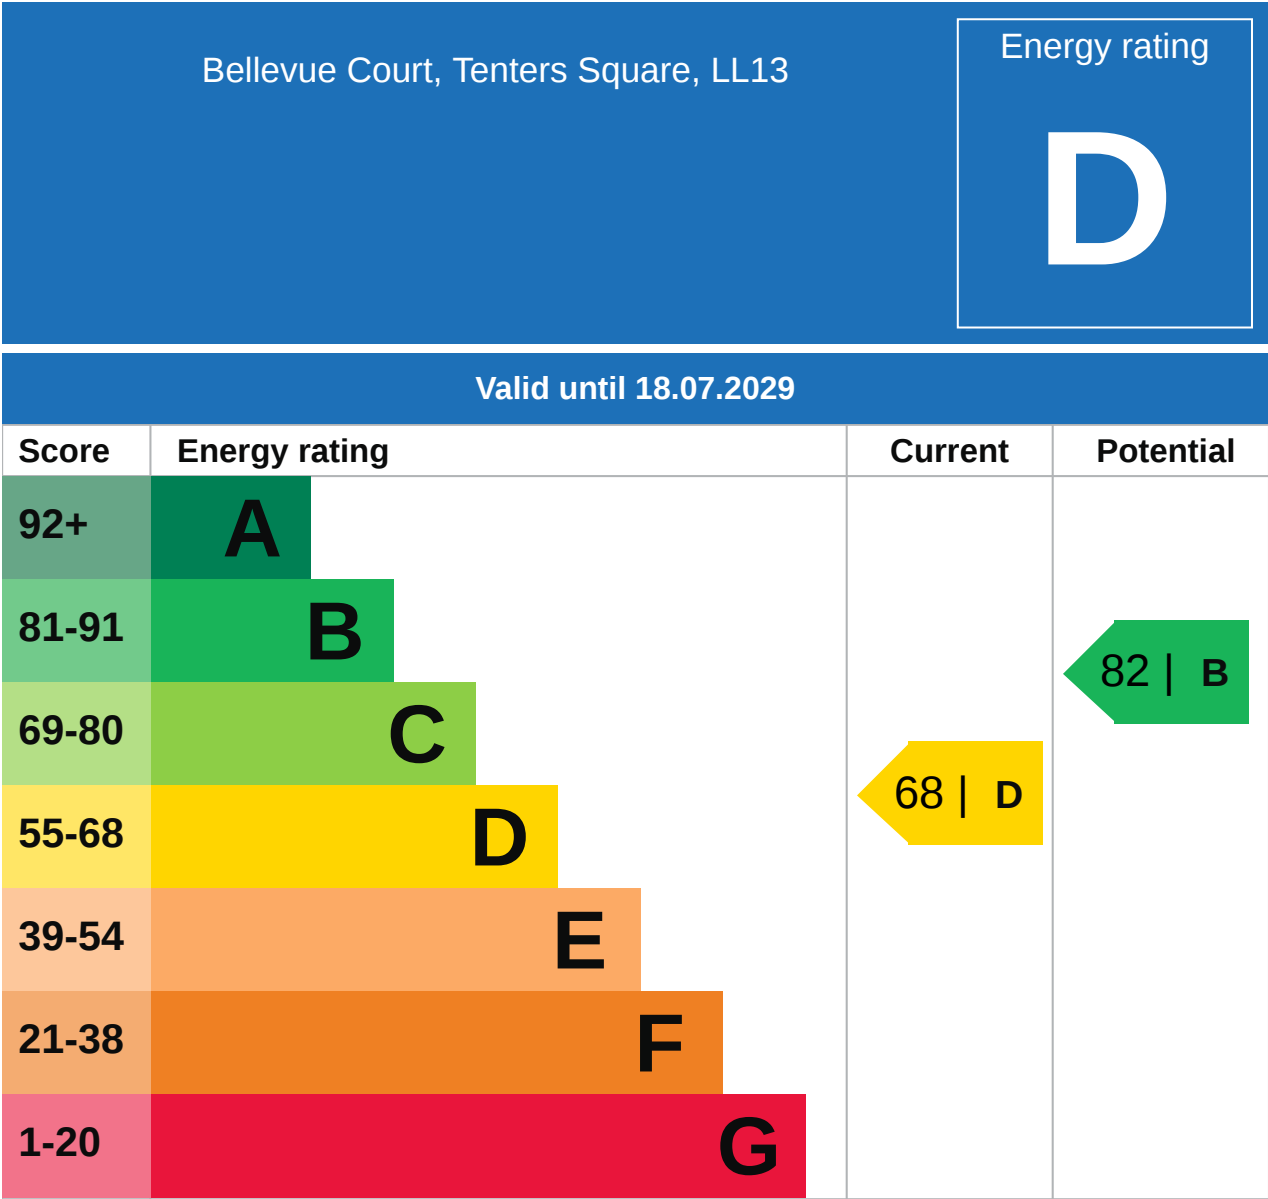 Bellevue Court, Tenters Square, LL13
Energy rating
D
Valid until 18.07.2029
Score Energy rating Current Potential
92+ A
81-91 B
82 | B
69-80 C
68 | D
55-68 D
39-54 E
21-38 F
1-20 G